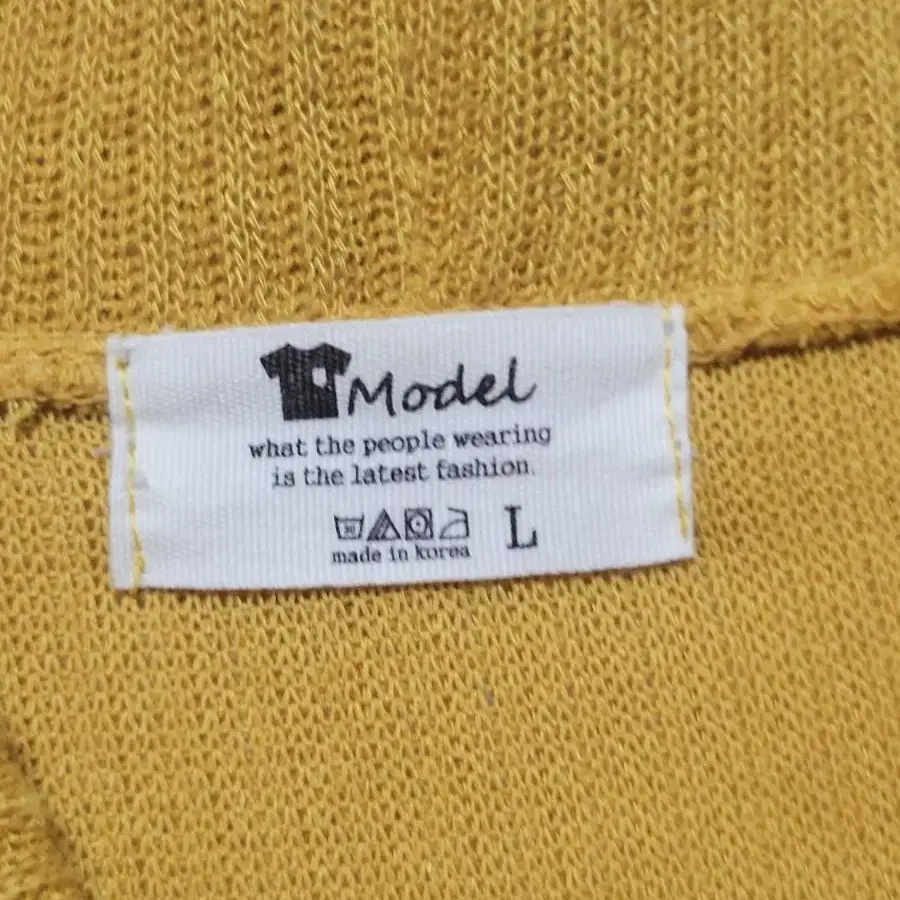 Model
what the people wearing
is the latest fashion.
L
made in korea